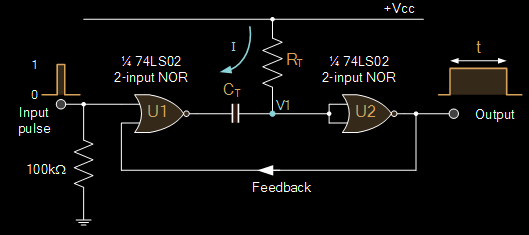 +Vcc
I
RT
¼ 74LS02
2-input NOR
¼ 74LS02
2-input NOR
t
1
0
CT
V1
U1
U2
Input
pulse
Output
100kΩ
Feedback